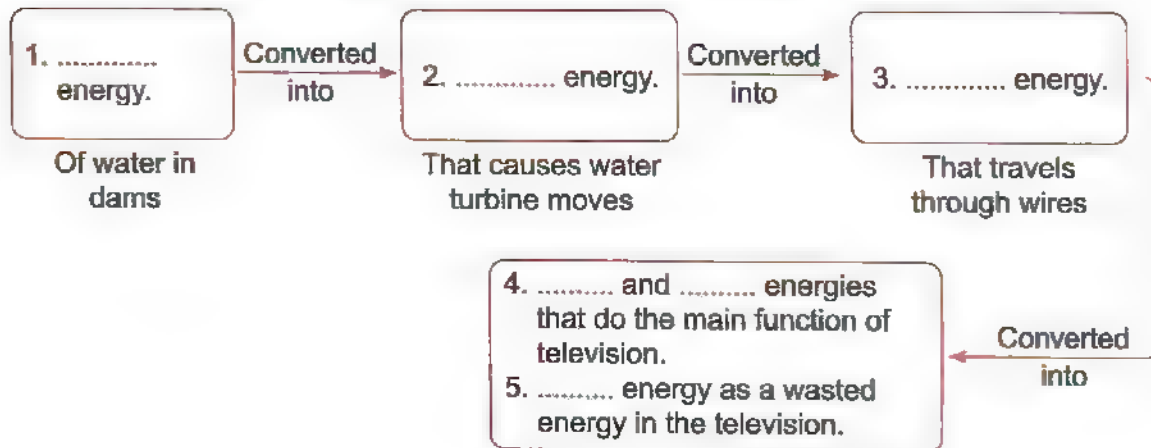 1. ............
energy.
Converted
into
2. ............ energy.
Converted
into
3. ............. energy.
Of water in
dams
That causes water
turbine moves
That travels
through wires
4. .......... and .......... energies
that do the main function of
television.
5. .......... energy as a wasted
energy in the television.
Converted
into